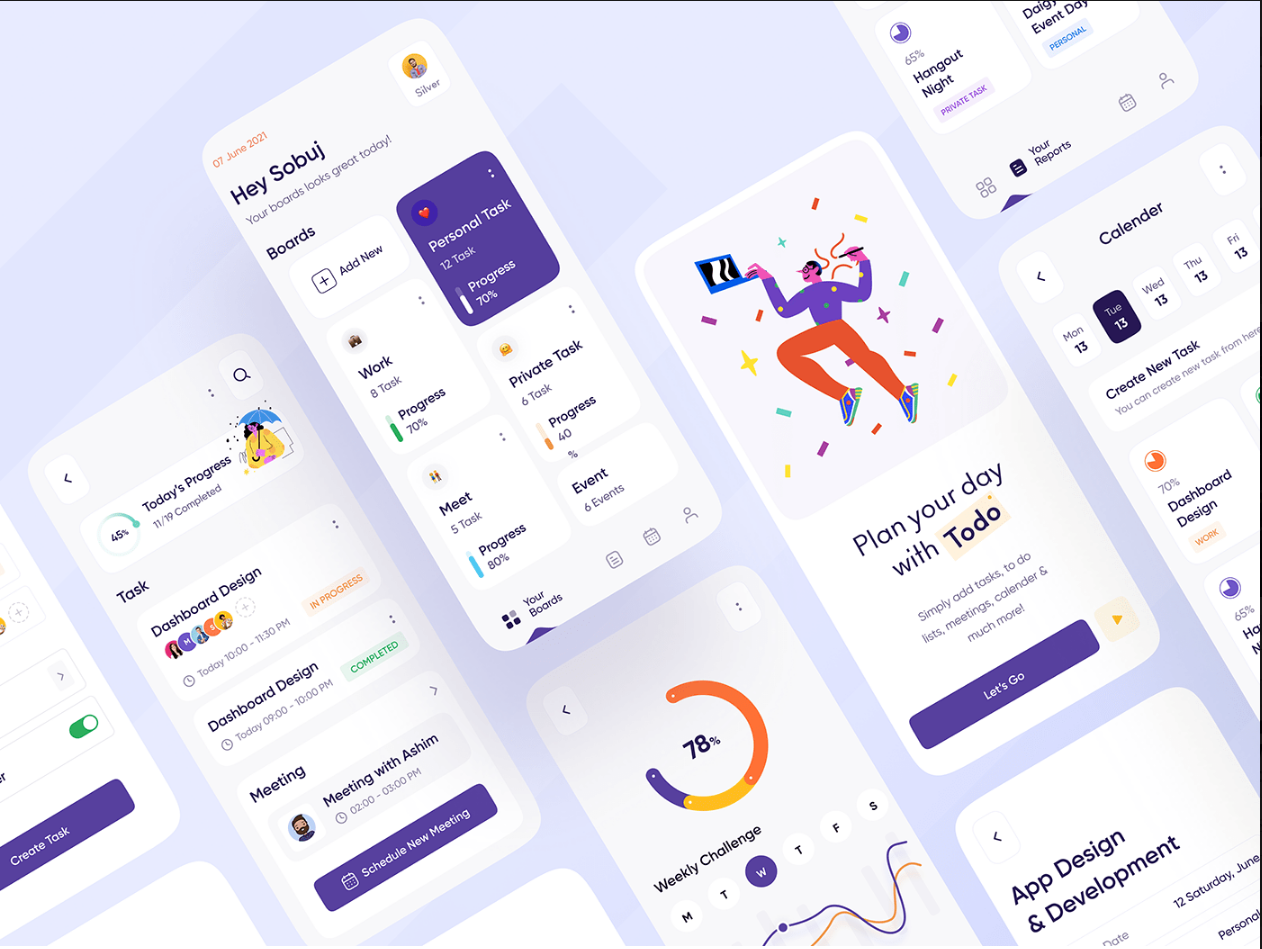 07 June 2021
Silver
Hey Sobuj
Your boards looks great today!
Boards
Add New
Personal Task
12 Task
Progress
70%
Work
8 Task
Progress
70%
Private Task
6 Task
Progress
40
%
Meet
5 Task
Progress
80%
Event
6 Events
Your
Boards
45%
Today's Progress
11/19 Completed
Task
Dashboard Design
IN PROGRESS
M
S
Today 10:00 - 11:30 PM
Dashboard Design
COMPLETED
Today 09:00 - 10:00 PM
Meeting
Meeting with Ashim
02:00 - 03:00 PM
Schedule New Meeting
Create Task
78%
Weekly Challenge
M
T
W
T
F
S
Plan your day
with Todo
Simply add tasks, to do
lists, meetings, calender &
much more!
Let's Go
65%
Hangout
Night
PRIVATE TASK
Event Day
PERSONAL
Your
Reports
Calender
Mon
13
Tue
13
Wed
13
Thu
13
Fri
13
Create New Task
You can create new task from here
70%
Dashboard
Design
WORK
65%
App Design
& Development
Date
12 Saturday, June
Personal